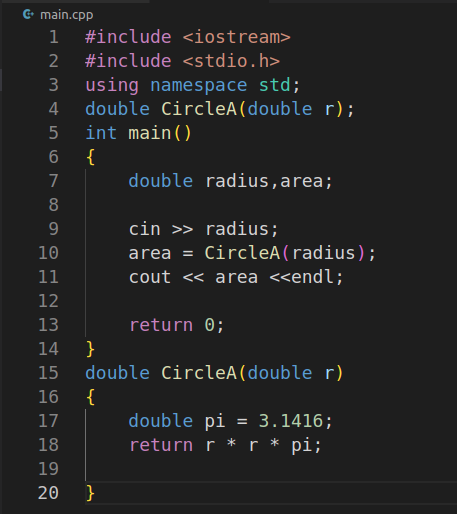 main.cpp
1 #include <iostream>
2 #include <stdio.h>
3 using namespace std;
4 double CircleA(double r);
5 int main()
6 {
7     double radius,area;
8
9     cin >> radius;
10     area = CircleA(radius);
11     cout << area <<endl;
12
13     return 0;
14 }
15 double CircleA(double r)
16 {
17     double pi = 3.1416;
18     return r * r * pi;
19
20 }